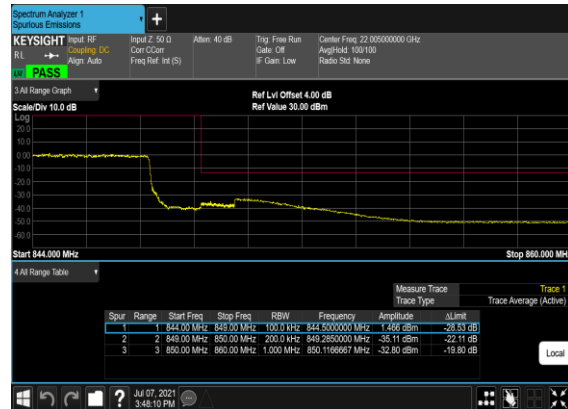 Spectrum Analyzer 1
Spurious Emissions
KEYSIGHT Input: RF Input Z: 50 Ω Atten: 40 dB Trig: Free Run Center Freq: 22.005000000 GHz
RL Coupling: DC Corr CCorr Gate: Off Avg|Hold: 100/100
Align: Auto Freq Ref: Int (S) IF Gain: Low Radio Std: None
PASS
3 All Range Graph
Ref Lvl Offset 4.00 dB
Scale/Div 10.0 dB Ref Value 30.00 dBm
Log
20.0
10.0
0.00
-10.0
-20.0
-30.0
-40.0
-50.0
-60.0
Start 844.000 MHz Stop 860.000 MH
4 All Range Table
Measure Trace Trace 1
Trace Type Trace Average (Active)
Spur Range Start Freq Stop Freq RBW Frequency Amplitude ΔLimit
1 1 844.00 MHz 849.00 MHz 100.0 kHz 844.5000000 MHz 1.466 dBm -28.53 dB
2 2 849.00 MHz 850.00 MHz 200.0 kHz 849.2850000 MHz -35.11 dBm -22.11 dB
3 3 850.00 MHz 860.00 MHz 1.000 MHz 850.1166667 MHz -32.80 dBm -19.80 dB
Local
Jul 07, 2021
3:48:10 PM